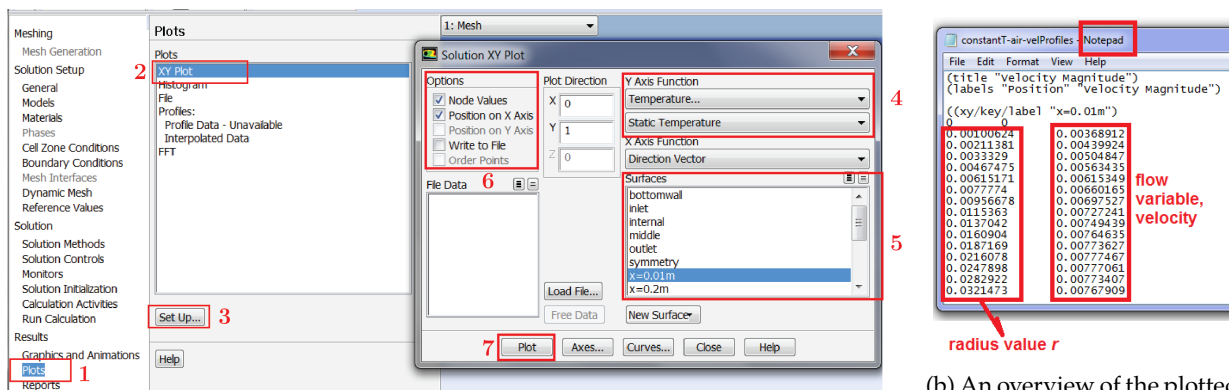 Meshing
Mesh Generation
Solution Setup
General
Models
Materials
Phases
Cell Zone Conditions
Boundary Conditions
Mesh Interfaces
Dynamic Mesh
Reference Values
Solution
Solution Methods
Solution Controls
Monitors
Solution Initialization
Calculation Activities
Run Calculation
Results
Graphics and Animations
Plots
1
Reports
Plots
Plots
2
XY Plot
Histogram
File
Profiles:
Profile Data - Unavailable
Interpolated Data
FFT
Set Up...
3
Help
1: Mesh
Solution XY Plot
X
Options
Node Values
Position on X Axis
Position on Y Axis
Write to File
Order Points
6
Plot Direction
X 0
Y 1
Z 0
Y Axis Function
Temperature...
Static Temperature
4
X Axis Function
Direction Vector
File Data
Surfaces
bottomwall
inlet
internal
middle
outlet
symmetry
x=0.01m
x=0.2m
5
Load File...
Free Data
New Surface
7
Plot
Axes...
Curves...
Close
Help
constantT-air-velProfiles - Notepad
File Edit Format View Help
(title "Velocity Magnitude")
(labels "Position" "Velocity Magnitude")
((xy/key/label "x=0.01m")
0 0
0.00100624 0.00368912
0.00211381 0.00439924
0.0033329 0.00504847
0.00467475 0.00563435
0.00615171 0.00615349
0.0077774 0.00660165
0.00956678 0.00697527
0.0115363 0.00727241
0.0137042 0.00749439
0.0160904 0.00764635
0.0187169 0.00773627
0.0216078 0.00777467
0.0247898 0.00777061
0.0282922 0.00773407
0.0321473 0.00767909
flow
variable,
velocity
radius value r
(b) An overview of the plotted